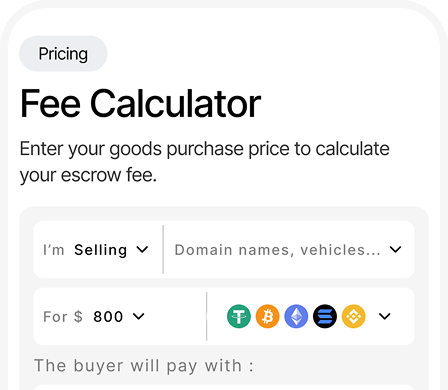 Pricing
Fee Calculator
Enter your goods purchase price to calculate
your escrow fee.
I’m Selling Domain names, vehicles...
For $ 800
The buyer will pay with :